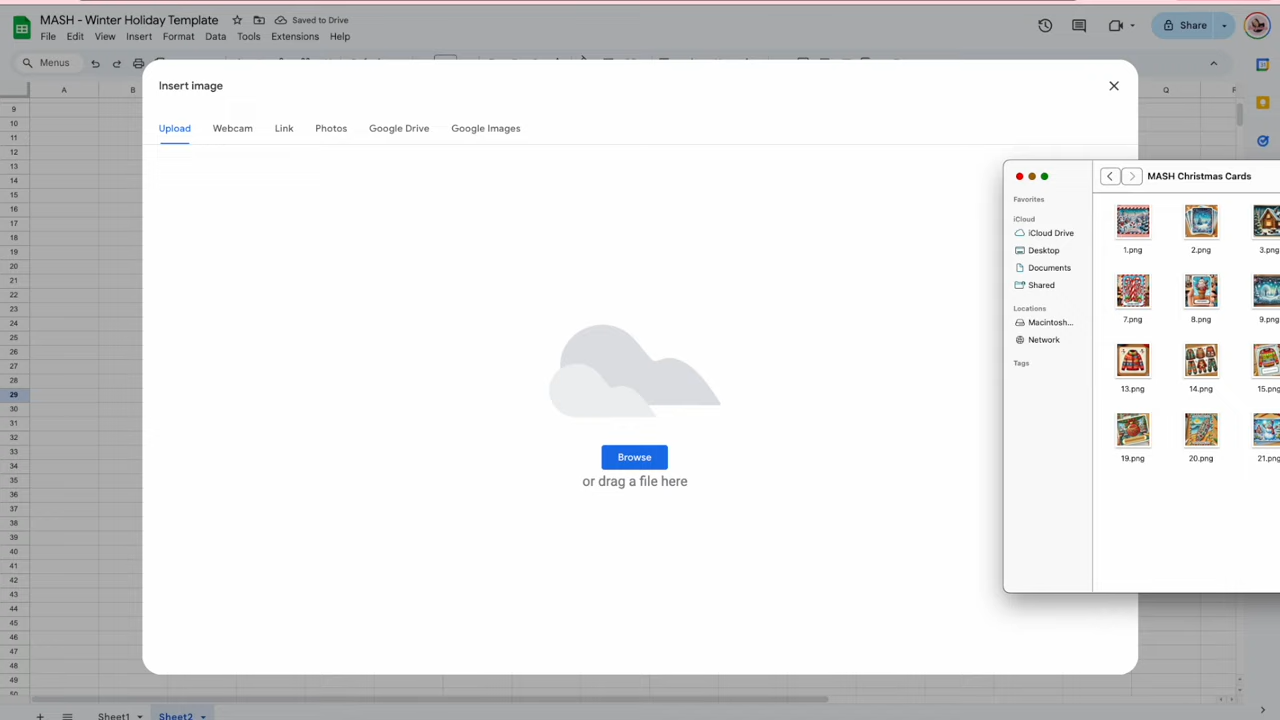 MASH - Winter Holiday Template
Saved to Drive
Share
File Edit View Insert Format Data Tools Extensions Help
Menus
Insert image
Upload Webcam Link Photos Google Drive Google Images
Browse
or drag a file here
MASH Christmas Cards
Favorites
iCloud
iCloud Drive
Desktop
Documents
Shared
Locations
Macintosh...
Network
Tags
1.png 2.png 3.png
7.png 8.png 9.png
13.png 14.png 15.png
19.png 20.png 21.png
A B Q
9
10
11
12
13
14
15
16
17
18
19
20
21
22
23
24
25
26
27
28
29
30
31
32
33
34
35
36
37
38
39
40
41
42
43
44
45
46
47
48
49
Sheet1 Sheet2